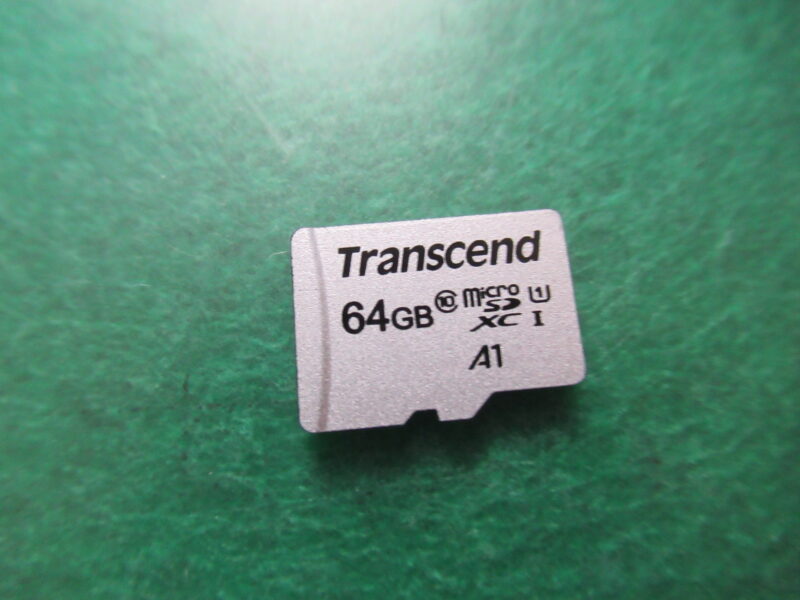 Transcend
64GB 10 micro SD XC U1 I
A1